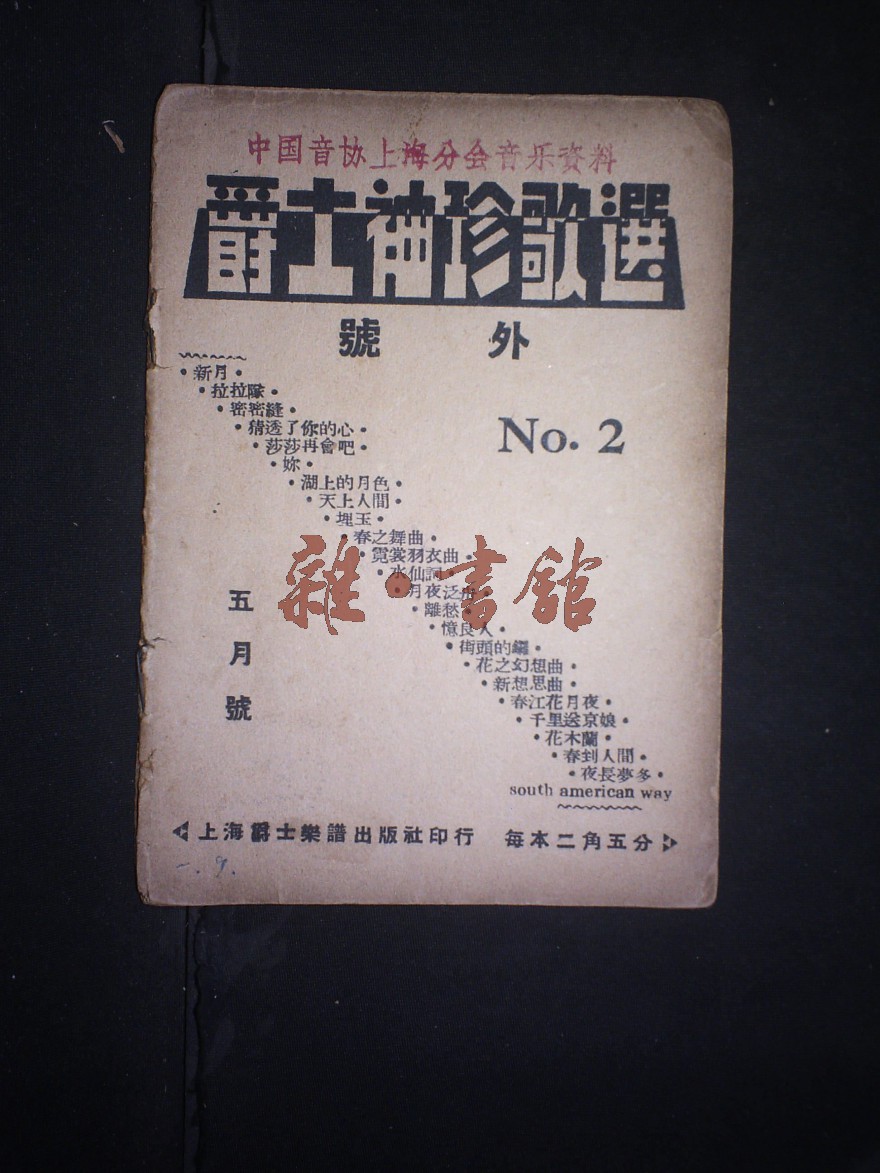 中国音协上海分会音乐资料
爵士袖珍歌選
號外
No. 2
•新月•
•拉拉隊•
•密密縫•
•猜透了你的心•
•莎莎再會吧•
•妳•
•湖上的月色•
•天上人間•
•埋玉•
•春之舞曲•
•霓裳羽衣曲•
•水仙詞•
•月夜泛舟•
•離愁•
•憶良人•
•街頭的
•花之幻想曲•
•新想思曲•
•春江花月夜•
•千里送京娘•
•花木蘭•
•春到人間•
•夜長夢多•
south american way
五月號
雜•書館
上海爵士樂譜出版社印行 每本二角五分
一.9.